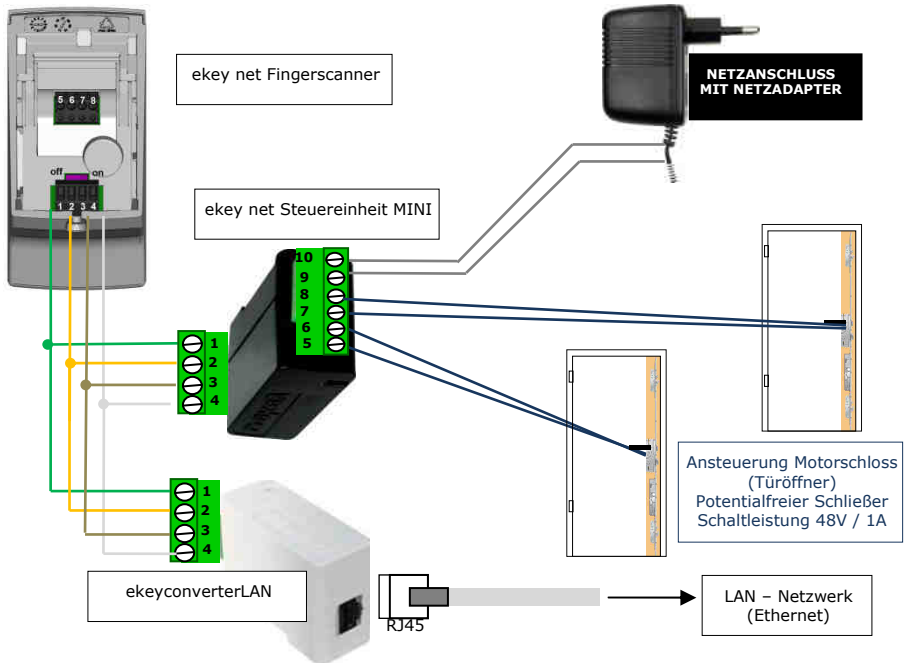 ekey net Fingerscanner
NETZANSCHLUSS
MIT NETZADAPTER
5 6 7 8
off on
1 2 3 4
ekey net Steuereinheit MINI
10
9
8
7
6
5
1
2
3
4
Ansteuerung Motorschloss
(Türöffner)
Potentialfreier Schließer
Schaltleistung 48V / 1A
1
2
3
4
ekeyconverterLAN
RJ45
LAN – Netzwerk
(Ethernet)